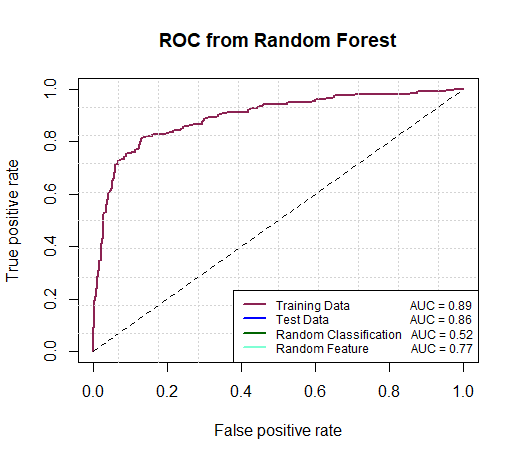 ROC from Random Forest
True positive rate
1.0
0.8
0.6
0.4
0.2
0.0
Training Data AUC = 0.89
Test Data AUC = 0.86
Random Classification AUC = 0.52
Random Feature AUC = 0.77
0.0 0.2 0.4 0.6 0.8 1.0
False positive rate